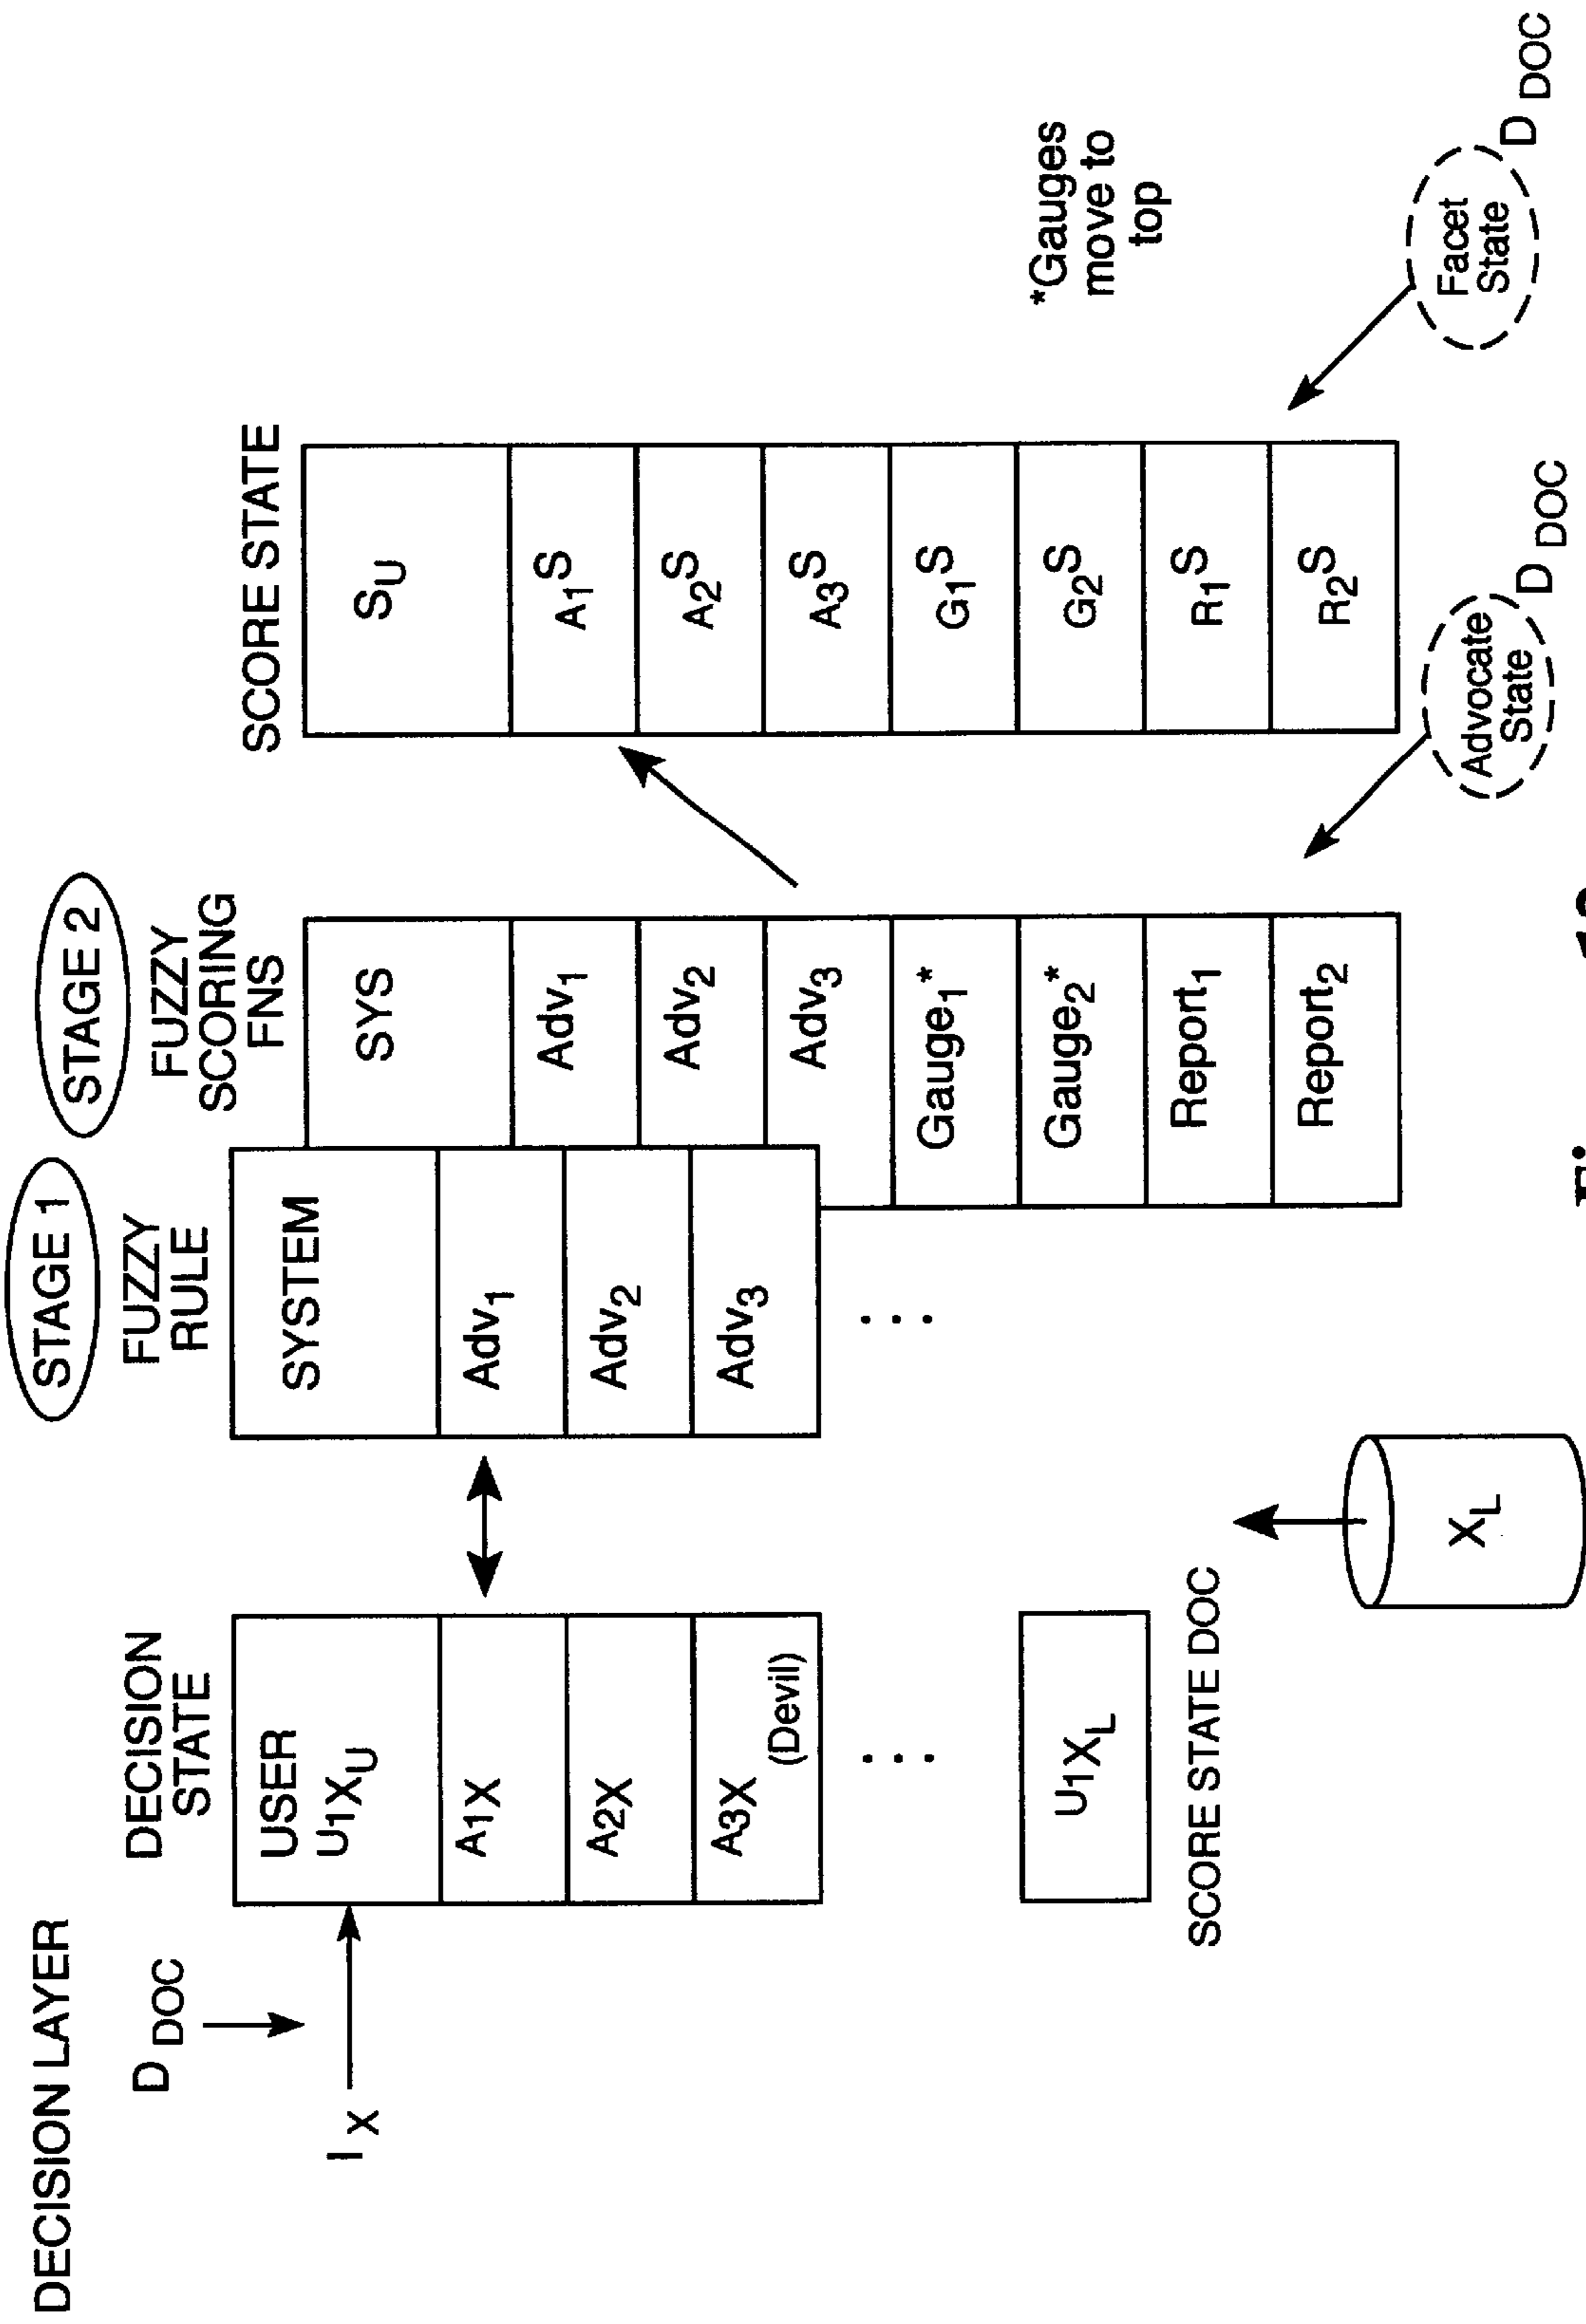 DECISION LAYER
D DOC
I X
DECISION
STATE
USER
U1XU
A1X
A2X
A3X
(Devil)
...
U1XL
SCORE STATE DOC
XL
STAGE 1
FUZZY
RULE
SYSTEM
Adv1
Adv2
Adv3
...
STAGE 2
FUZZY
SCORING
FNS
SYS
Adv1
Adv2
Adv3
Gauge1*
Gauge2*
Report1
Report2
SCORE STATE
SU
A1S
A2S
A3S
G1S
G2S
R1S
R2S
Advocate
State
D DOC
*Gauges
move to
top
Facet
State
D DOC